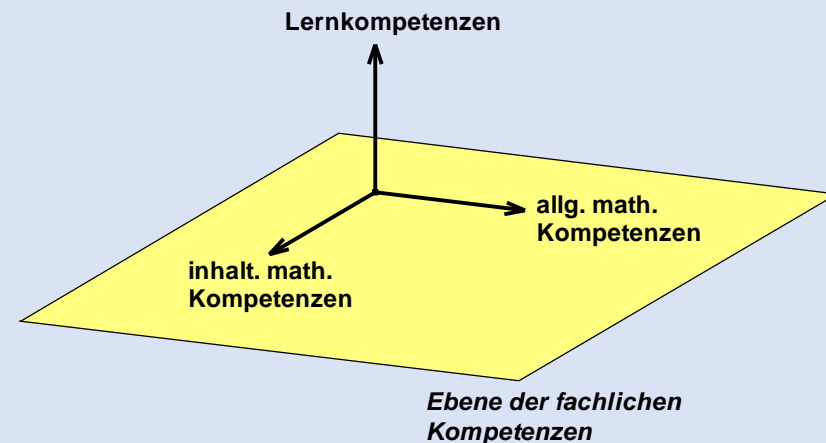 Lernkompetenzen
allg. math.
Kompetenzen
inhalt. math.
Kompetenzen
Ebene der fachlichen
Kompetenzen